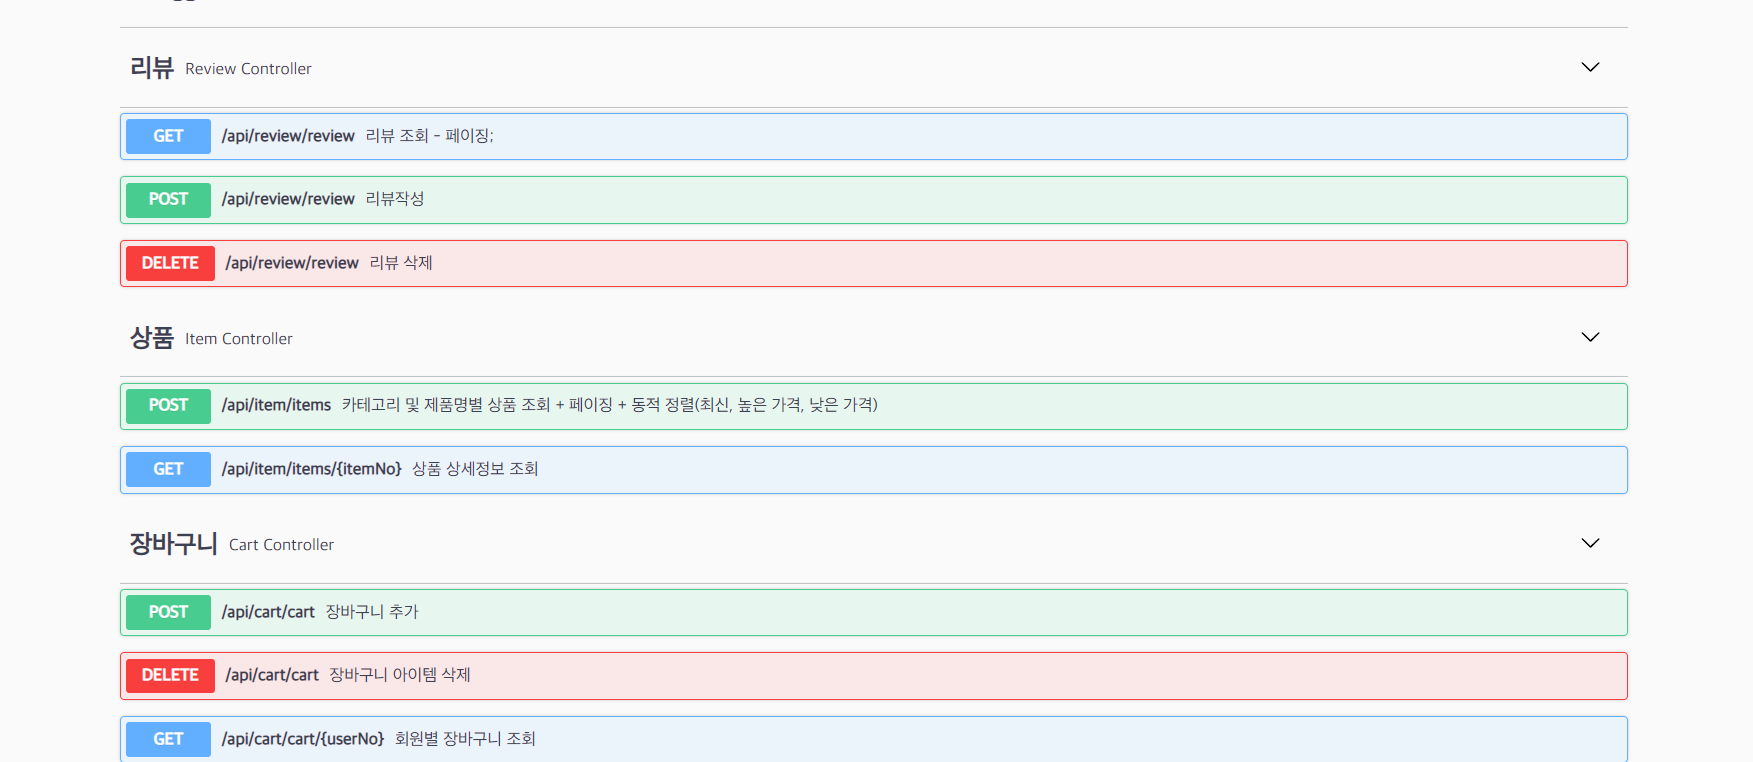 리뷰 Review Controller
GET /api/review/review 리뷰 조회 - 페이징;
POST /api/review/review 리뷰작성
DELETE /api/review/review 리뷰 삭제
상품 Item Controller
POST /api/item/items 카테고리 및 제품명별 상품 조회 + 페이징 + 동적 정렬(최신, 높은 가격, 낮은 가격)
GET /api/item/items/{itemNo} 상품 상세정보 조회
장바구니 Cart Controller
POST /api/cart/cart 장바구니 추가
DELETE /api/cart/cart 장바구니 아이템 삭제
GET /api/cart/cart/{userNo} 회원별 장바구니 조회